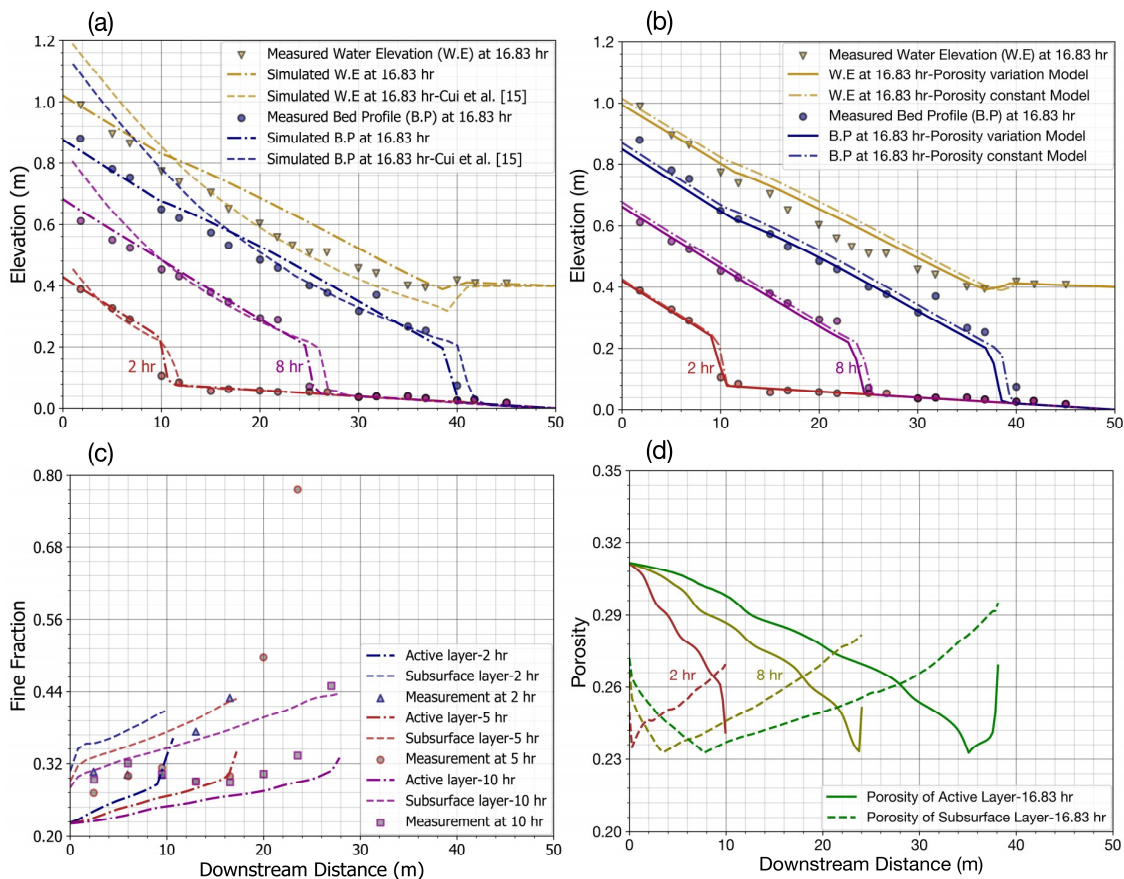 (a)
1.2
1.0
0.8
0.6
0.4
0.2
0.0
Elevation (m)
Measured Water Elevation (W.E) at 16.83 hr
Simulated W.E at 16.83 hr
Simulated W.E at 16.83 hr-Cui et al. [15]
Measured Bed Profile (B.P) at 16.83 hr
Simulated B.P at 16.83 hr
Simulated B.P at 16.83 hr-Cui et al. [15]
2 hr
8 hr
0 10 20 30 40 50
(b)
1.2
1.0
0.8
0.6
0.4
0.2
0.0
Elevation (m)
Measured Water Elevation (W.E) at 16.83 hr
W.E at 16.83 hr-Porosity variation Model
W.E at 16.83 hr-Porosity constant Model
Measured Bed Profile (B.P) at 16.83 hr
B.P at 16.83 hr-Porosity variation Model
B.P at 16.83 hr-Porosity constant Model
2 hr
8 hr
0 10 20 30 40 50
(c)
0.80
0.68
0.56
0.44
0.32
0.20
Fine Fraction
Active layer-2 hr
Subsurface layer-2 hr
Measurement at 2 hr
Active layer-5 hr
Subsurface layer-5 hr
Measurement at 5 hr
Active layer-10 hr
Subsurface layer-10 hr
Measurement at 10 hr
0 10 20 30 40 50
Downstream Distance (m)
(d)
0.35
0.32
0.29
0.26
0.23
0.20
Porosity
2 hr
8 hr
Porosity of Active Layer-16.83 hr
Porosity of Subsurface Layer-16.83 hr
0 10 20 30 40 50
Downstream Distance (m)